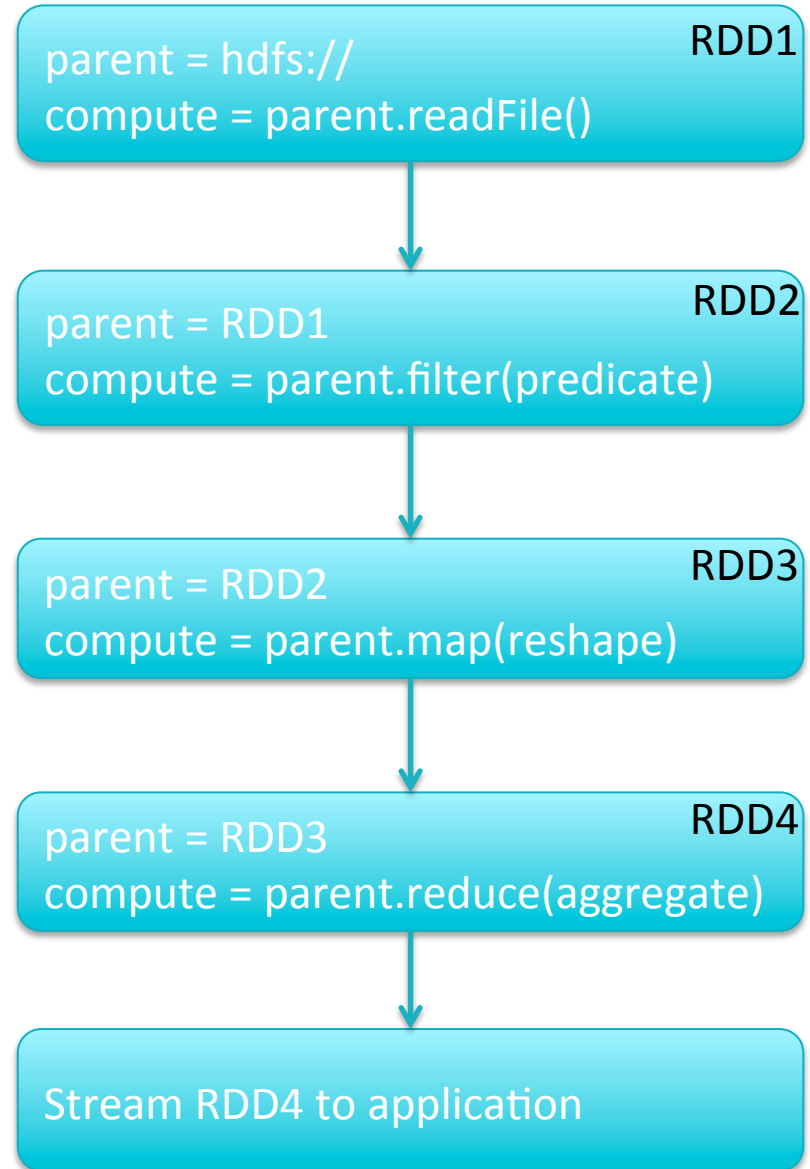 RDD1
parent = hdfs://
compute = parent.readFile()
RDD2
parent = RDD1
compute = parent.filter(predicate)
RDD3
parent = RDD2
compute = parent.map(reshape)
RDD4
parent = RDD3
compute = parent.reduce(aggregate)
Stream RDD4 to application